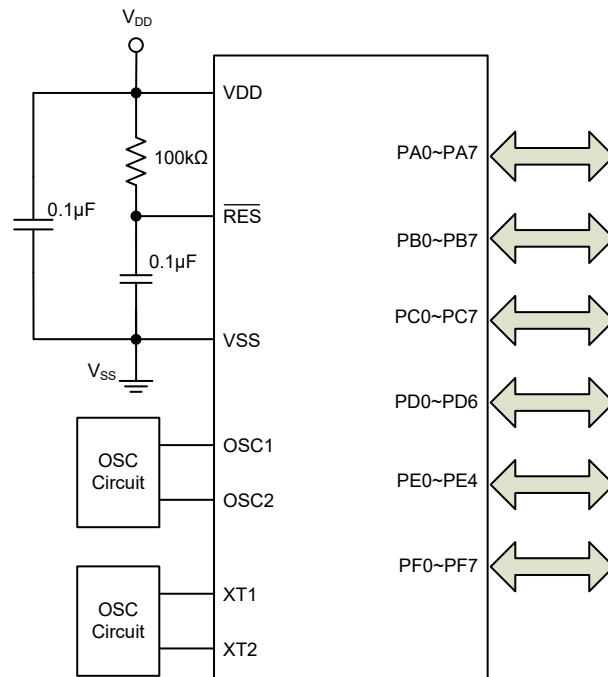 VDD
VDD
100kΩ
0.1µF
RES
0.1µF
VSS
VSS
OSC
Circuit
OSC1
OSC2
OSC
Circuit
XT1
XT2
PA0~PA7
PB0~PB7
PC0~PC7
PD0~PD6
PE0~PE4
PF0~PF7